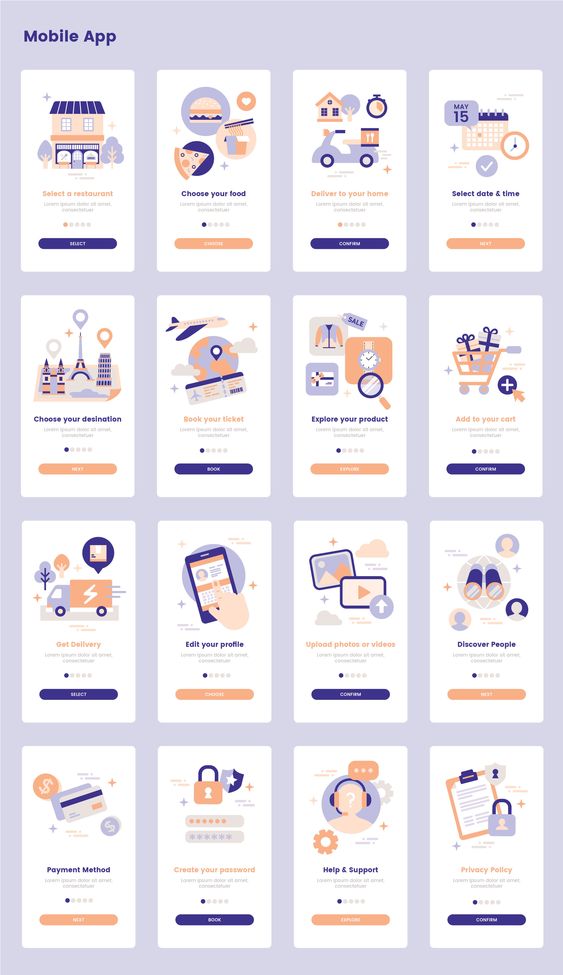 Mobile App
MAY
15
Select a restaurant
Lorem ipsum dolor sit amet,
consectetuer
SELECT
Choose your food
Lorem ipsum dolor sit amet,
consectetuer
CHOOSE
Deliver to your home
Lorem ipsum dolor sit amet,
consectetuer
CONFIRM
Select date & time
Lorem ipsum dolor sit amet,
consectetuer
NEXT
SALE
Choose your desination
Lorem ipsum dolor sit amet,
consectetuer
NEXT
Book your ticket
Lorem ipsum dolor sit amet,
consectetuer
BOOK
Explore your product
Lorem ipsum dolor sit amet,
consectetuer
EXPLORE
Add to your cart
Lorem ipsum dolor sit amet,
consectetuer
CONFIRM
Get Delivery
Lorem ipsum dolor sit amet,
consectetuer
SELECT
Edit your profile
Lorem ipsum dolor sit amet,
consectetuer
CHOOSE
Upload photos or videos
Lorem ipsum dolor sit amet,
consectetuer
CONFIRM
Discover People
Lorem ipsum dolor sit amet,
consectetuer
NEXT
$
$
Payment Method
Lorem ipsum dolor sit amet,
consectetuer
NEXT
Create your password
Lorem ipsum dolor sit amet,
consectetuer
BOOK
?
Help & Support
Lorem ipsum dolor sit amet,
consectetuer
EXPLORE
Privacy Policy
Lorem ipsum dolor sit amet,
consectetuer
CONFIRM